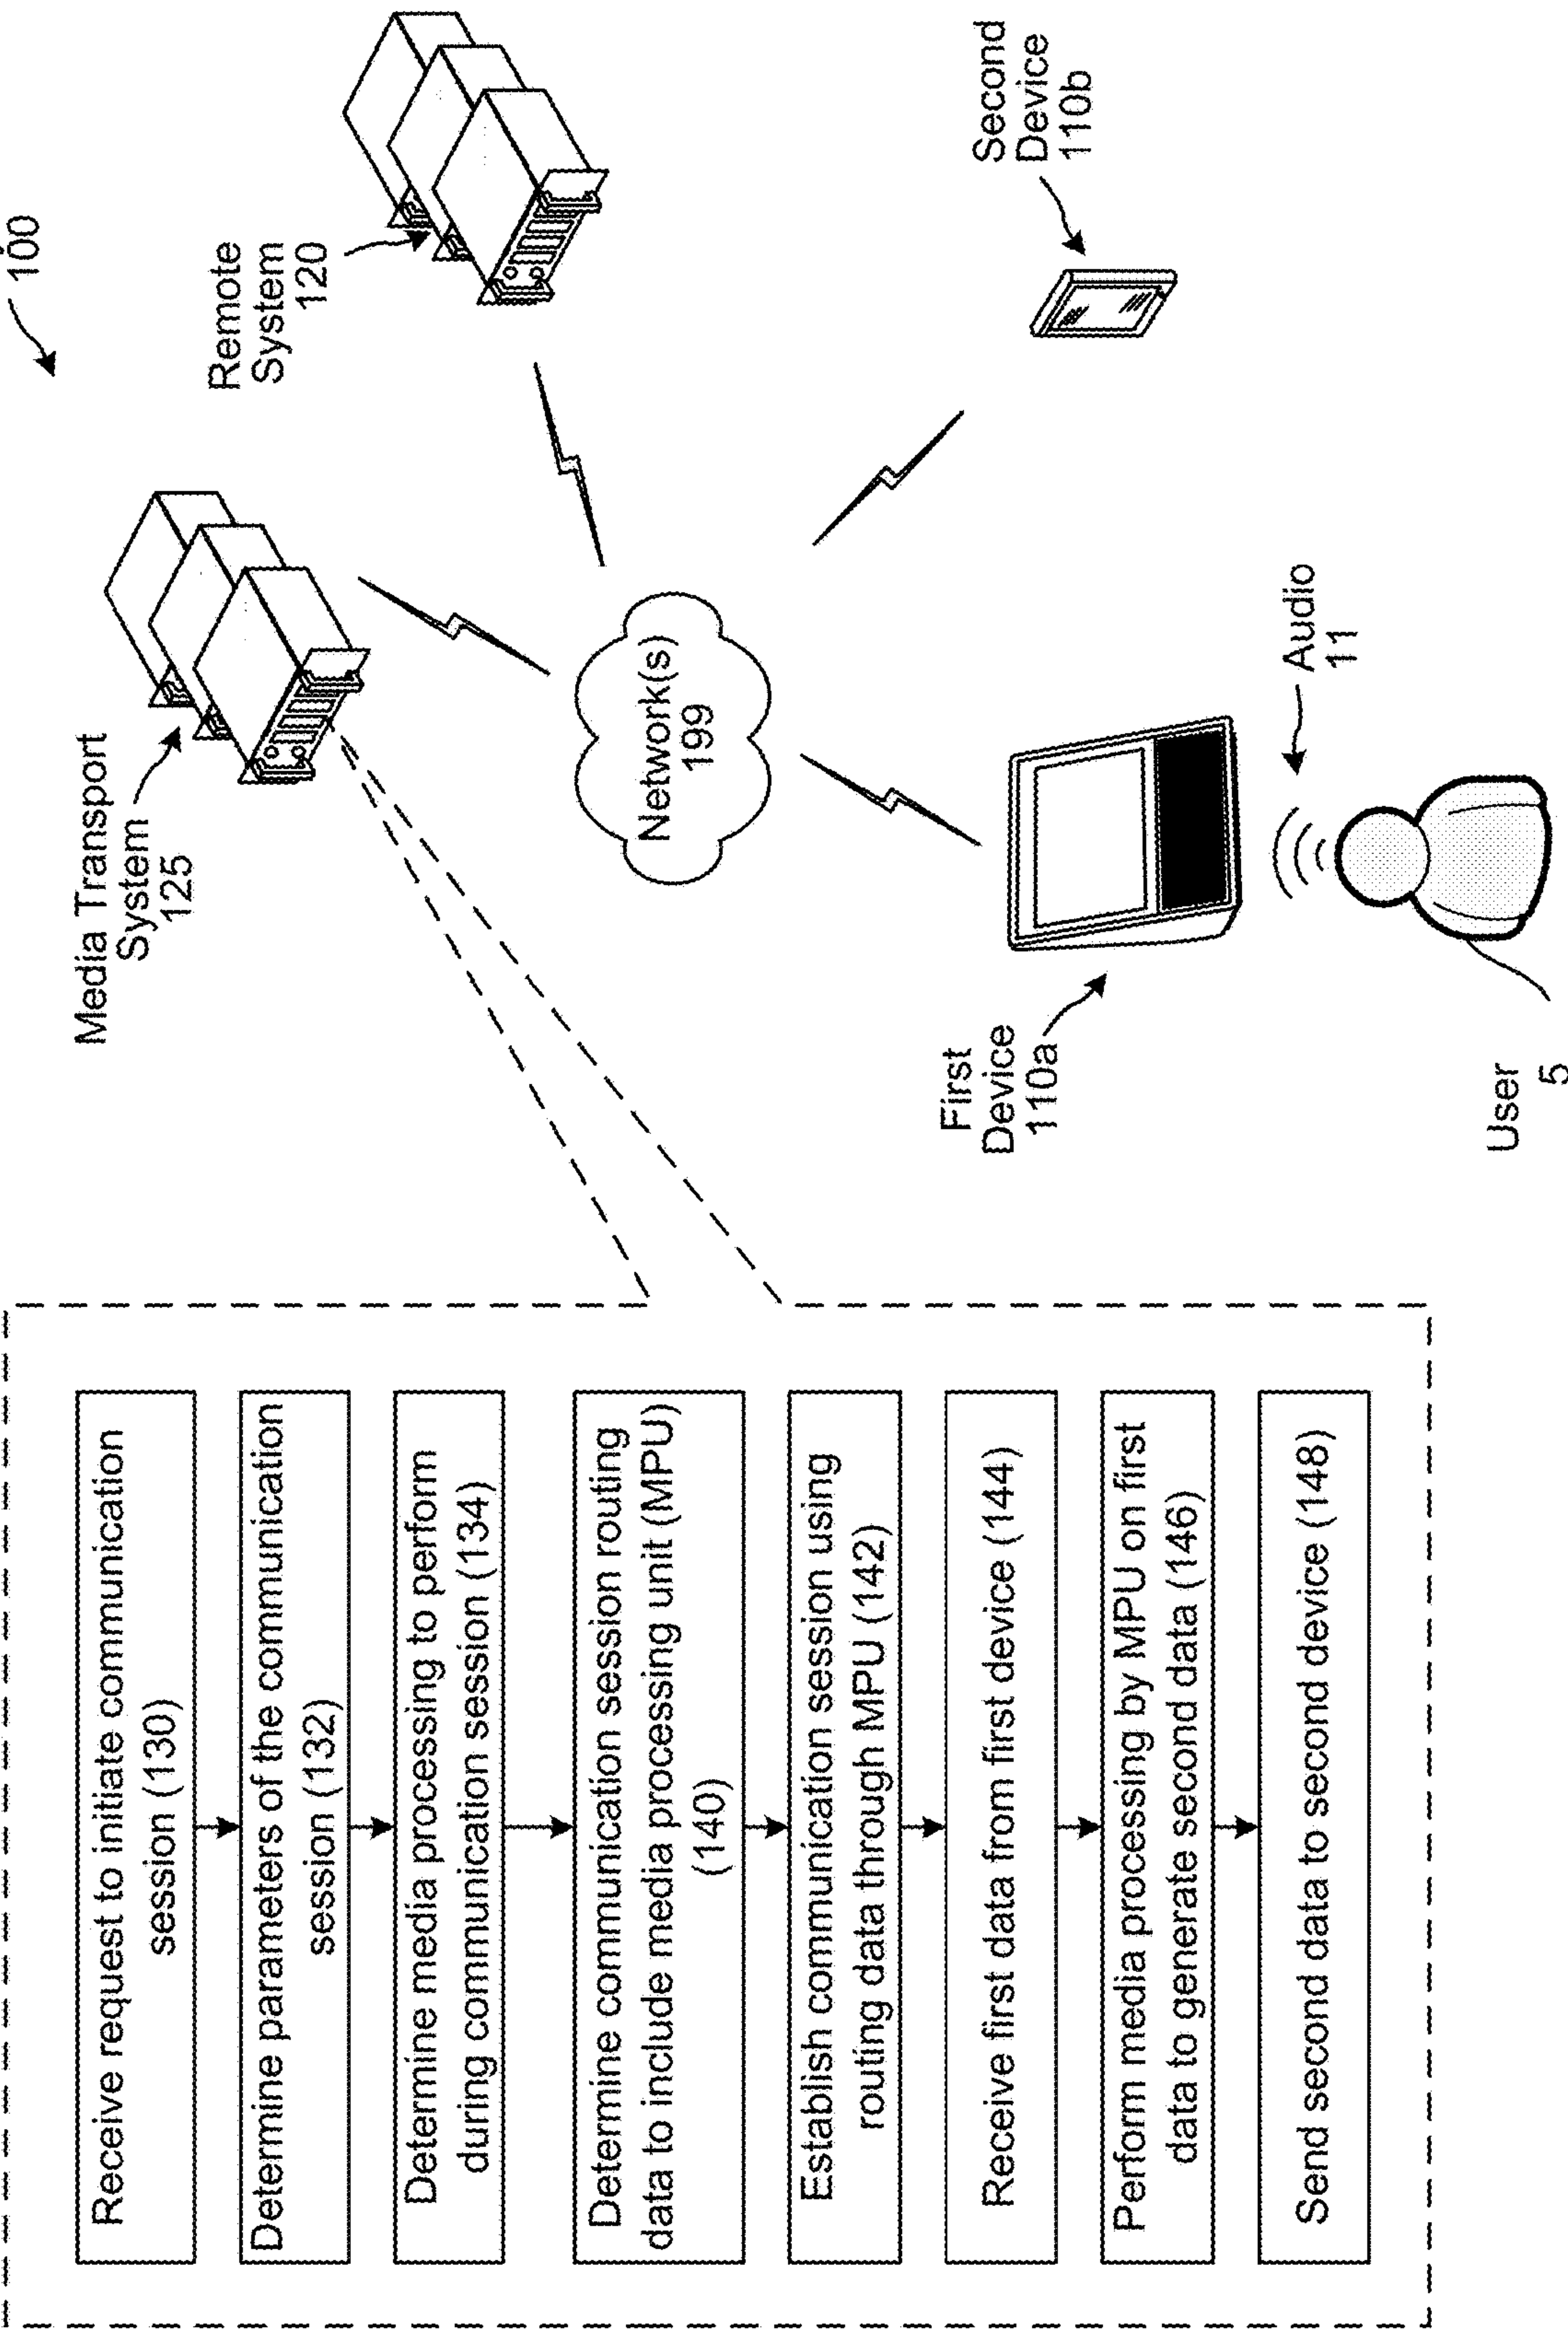 100
Receive request to initiate communication
session (130)
Determine parameters of the communication
session (132)
Determine media processing to perform
during communication session (134)
Determine communication session routing
data to include media processing unit (MPU)
(140)
Establish communication session using
routing data through MPU (142)
Receive first data from first device (144)
Perform media processing by MPU on first
data to generate second data (146)
Send second data to second device (148)
Media Transport
System
125
Remote
System
120
Network(s)
199
First
Device
110a
Second
Device
110b
Audio
11
User
5